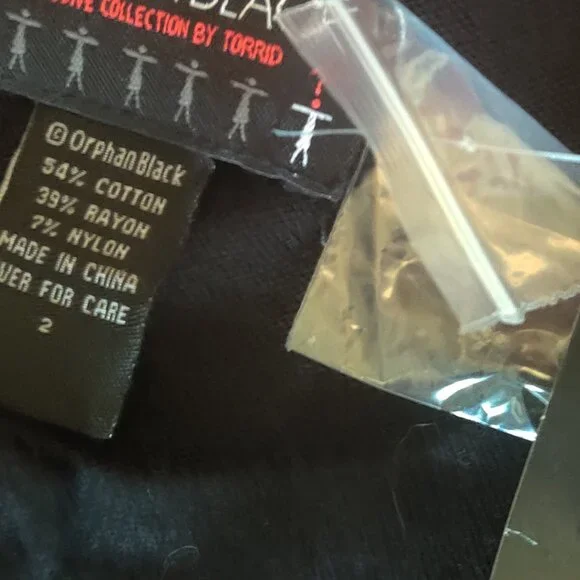 COLLECTION BY TORRID
?
© OrphanBlack
54% COTTON
39% RAYON
7% NYLON
MADE IN CHINA
FOR CARE
2